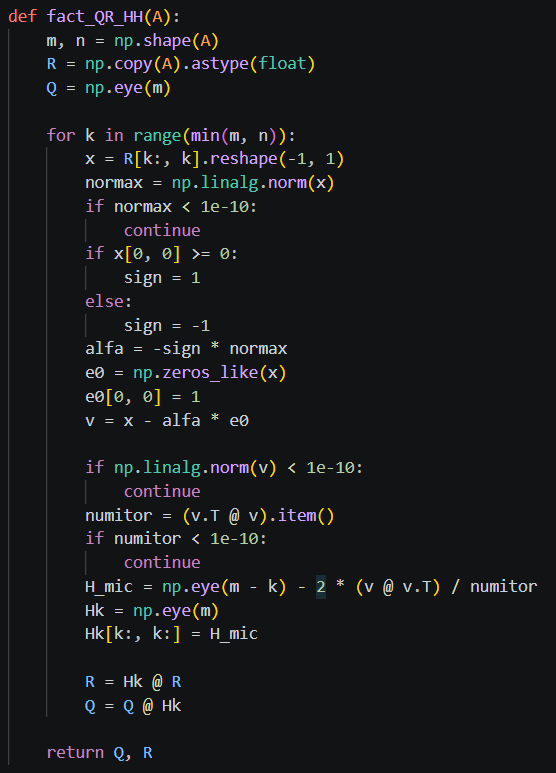 def fact_QR_HH(A):
    m, n = np.shape(A)
    R = np.copy(A).astype(float)
    Q = np.eye(m)

    for k in range(min(m, n)):
        x = R[k:, k].reshape(-1, 1)
        normax = np.linalg.norm(x)
        if normax < 1e-10:
            continue
        if x[0, 0] >= 0:
            sign = 1
        else:
            sign = -1
        alfa = -sign * normax
        e0 = np.zeros_like(x)
        e0[0, 0] = 1
        v = x - alfa * e0

        if np.linalg.norm(v) < 1e-10:
            continue
        numitor = (v.T @ v).item()
        if numitor < 1e-10:
            continue
        H_mic = np.eye(m - k) - 2 * (v @ v.T) / numitor
        Hk = np.eye(m)
        Hk[k:, k:] = H_mic

        R = Hk @ R
        Q = Q @ Hk

    return Q, R